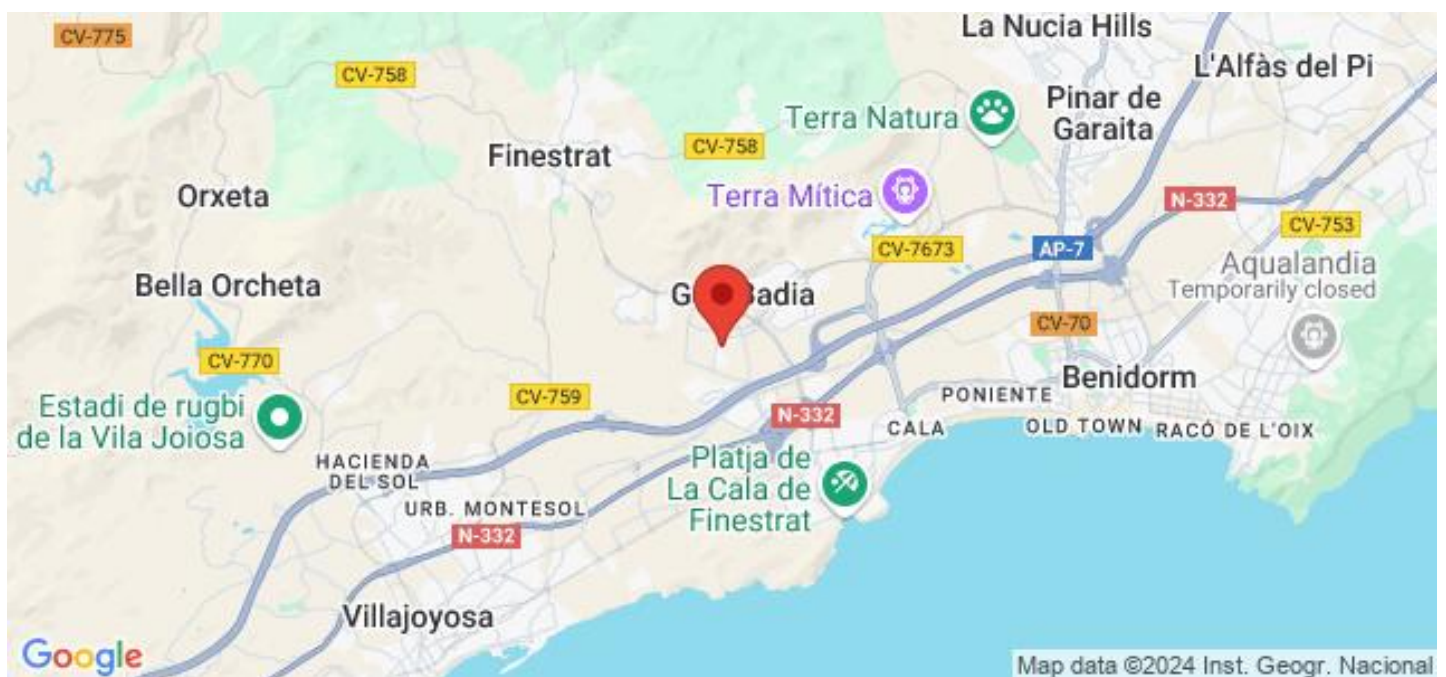 CV-775
La Nucia Hills
CV-758
L'Alfàs del Pi
Terra Natura
Pinar de
Garaita
Finestrat
CV-758
Orxeta
Terra Mítica
N-332
CV-753
CV-7673
AP-7
Aqualandia
Temporarily closed
Bella Orcheta
Badia
CV-70
CV-770
Benidorm
CV-759
PONIENTE
Estadi de rugbi
de la Vila Joiosa
N-332
CALA
OLD TOWN
RACÓ DE L'OIX
HACIENDA
DEL SOL
Platja de
La Cala de
Finestrat
URB. MONTESOL
N-332
Villajoyosa
Google
Map data ©2024 Inst. Geogr. Nacional